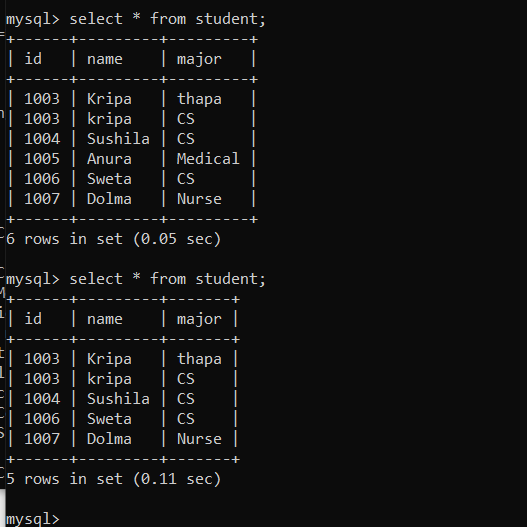 mysql> select * from student;
+------+---------+---------+
| id   | name    | major   |
+------+---------+---------+
| 1003 | Kripa   | thapa   |
| 1003 | kripa   | CS      |
| 1004 | Sushila | CS      |
| 1005 | Anura   | Medical |
| 1006 | Sweta   | CS      |
| 1007 | Dolma   | Nurse   |
+------+---------+---------+
6 rows in set (0.05 sec)
mysql> select * from student;
+------+---------+-------+
| id   | name    | major |
+------+---------+-------+
| 1003 | Kripa   | thapa |
| 1003 | kripa   | CS    |
| 1004 | Sushila | CS    |
| 1006 | Sweta   | CS    |
| 1007 | Dolma   | Nurse |
+------+---------+-------+
5 rows in set (0.11 sec)
mysql>